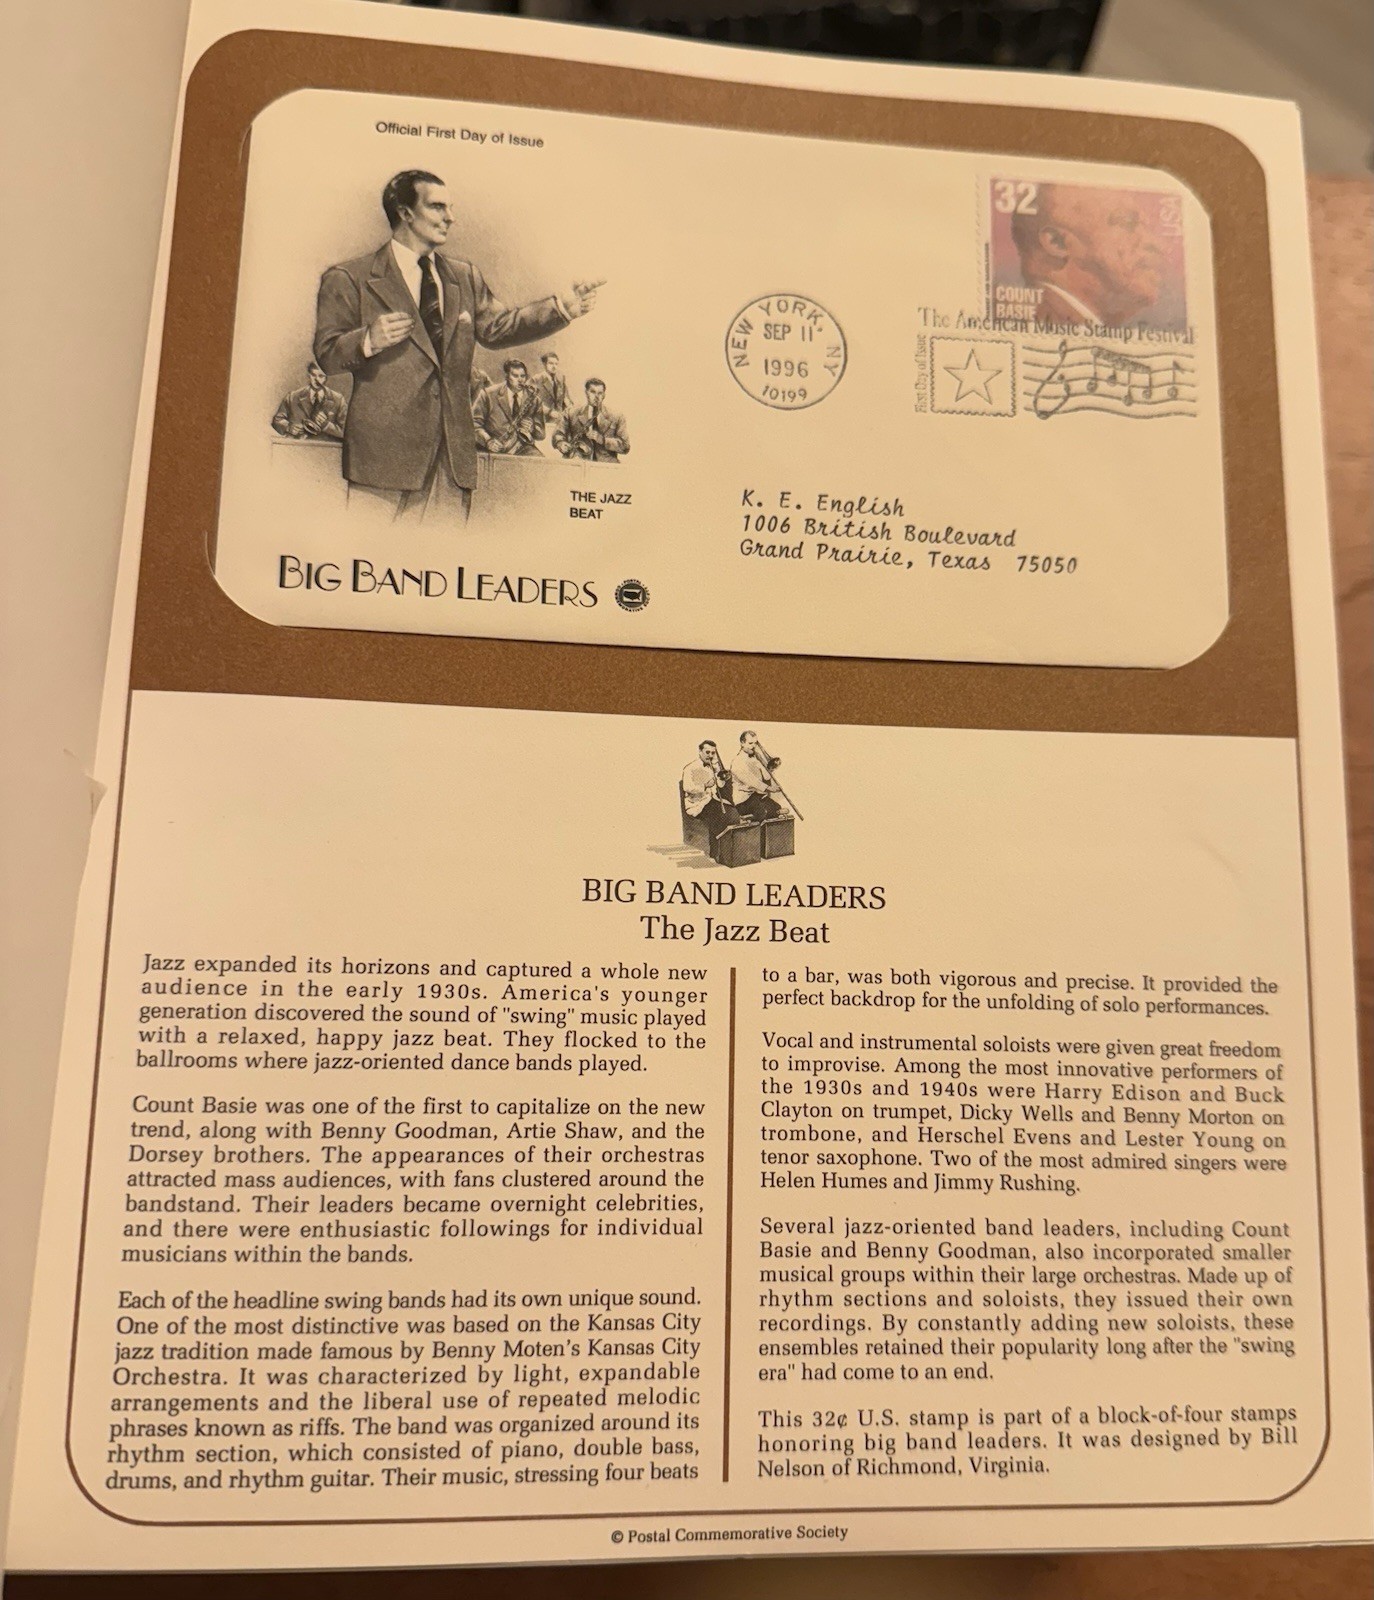 Official First Day of Issue
32
USA
COUNT
BASIE
NEW YORK, NY
SEP 11
1996
10199
The American Music Stamp Festival
First Day of Issue
THE JAZZ
BEAT
BIG BAND LEADERS
K. E. English
1006 British Boulevard
Grand Prairie, Texas 75050
BIG BAND LEADERS
The Jazz Beat
Jazz expanded its horizons and captured a whole new
audience in the early 1930s. America's younger
generation discovered the sound of "swing" music played
with a relaxed, happy jazz beat. They flocked to the
ballrooms where jazz-oriented dance bands played.
Count Basie was one of the first to capitalize on the new
trend, along with Benny Goodman, Artie Shaw, and the
Dorsey brothers. The appearances of their orchestras
attracted mass audiences, with fans clustered around the
bandstand. Their leaders became overnight celebrities,
and there were enthusiastic followings for individual
musicians within the bands.
Each of the headline swing bands had its own unique sound.
One of the most distinctive was based on the Kansas City
jazz tradition made famous by Benny Moten's Kansas City
Orchestra. It was characterized by light, expandable
arrangements and the liberal use of repeated melodic
phrases known as riffs. The band was organized around its
rhythm section, which consisted of piano, double bass,
drums, and rhythm guitar. Their music, stressing four beats
to a bar, was both vigorous and precise. It provided the
perfect backdrop for the unfolding of solo performances.
Vocal and instrumental soloists were given great freedom
to improvise. Among the most innovative performers of
the 1930s and 1940s were Harry Edison and Buck
Clayton on trumpet, Dicky Wells and Benny Morton on
trombone, and Herschel Evens and Lester Young on
tenor saxophone. Two of the most admired singers were
Helen Humes and Jimmy Rushing.
Several jazz-oriented band leaders, including Count
Basie and Benny Goodman, also incorporated smaller
musical groups within their large orchestras. Made up of
rhythm sections and soloists, they issued their own
recordings. By constantly adding new soloists, these
ensembles retained their popularity long after the "swing
era" had come to an end.
This 32¢ U.S. stamp is part of a block-of-four stamps
honoring big band leaders. It was designed by Bill
Nelson of Richmond, Virginia.
© Postal Commemorative Society